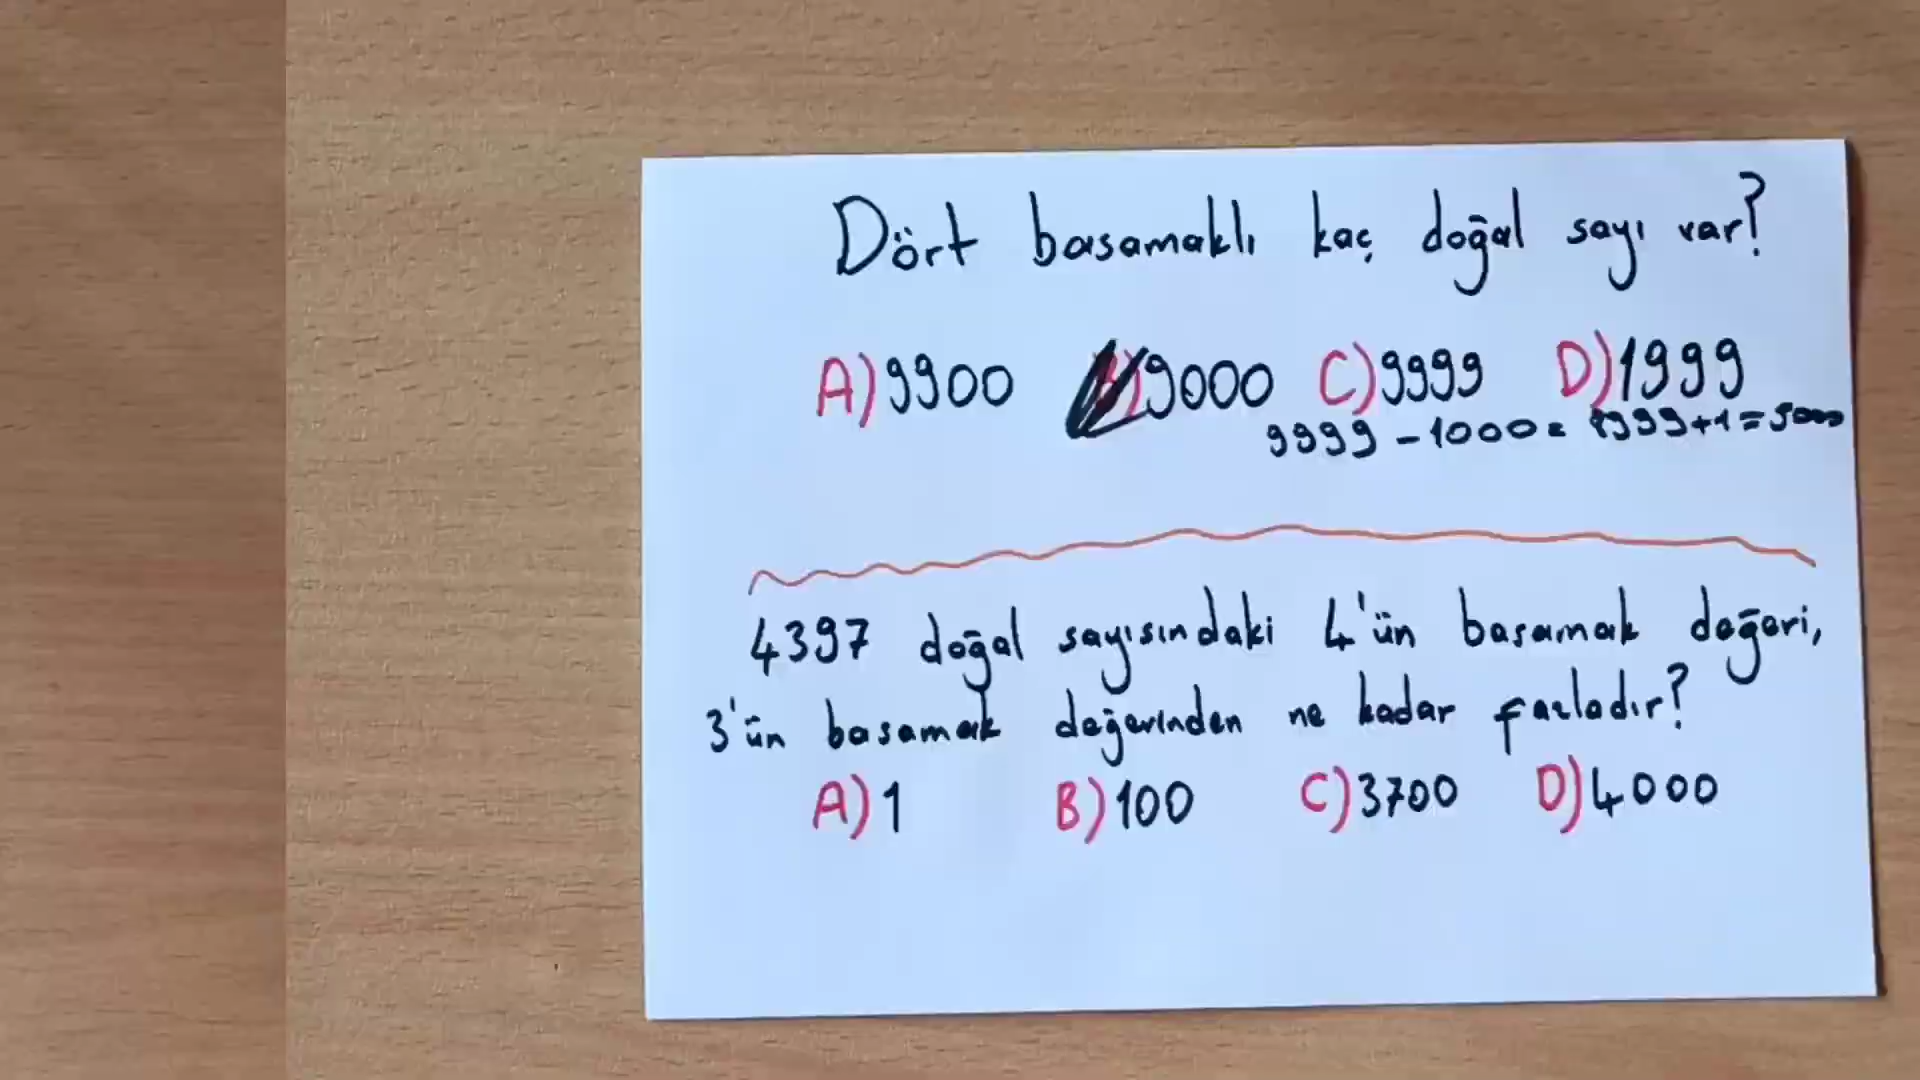 Dört basamaklı kaç doğal sayı var?
A)9900 B)9000 C)9999 D)1999
9999-1000=8999+1=9000
4397 doğal sayısındaki 4'ün basamak değeri,
3'ün basamak değerinden ne kadar fazladır?
A)1 B)100 C)3700 D)4000